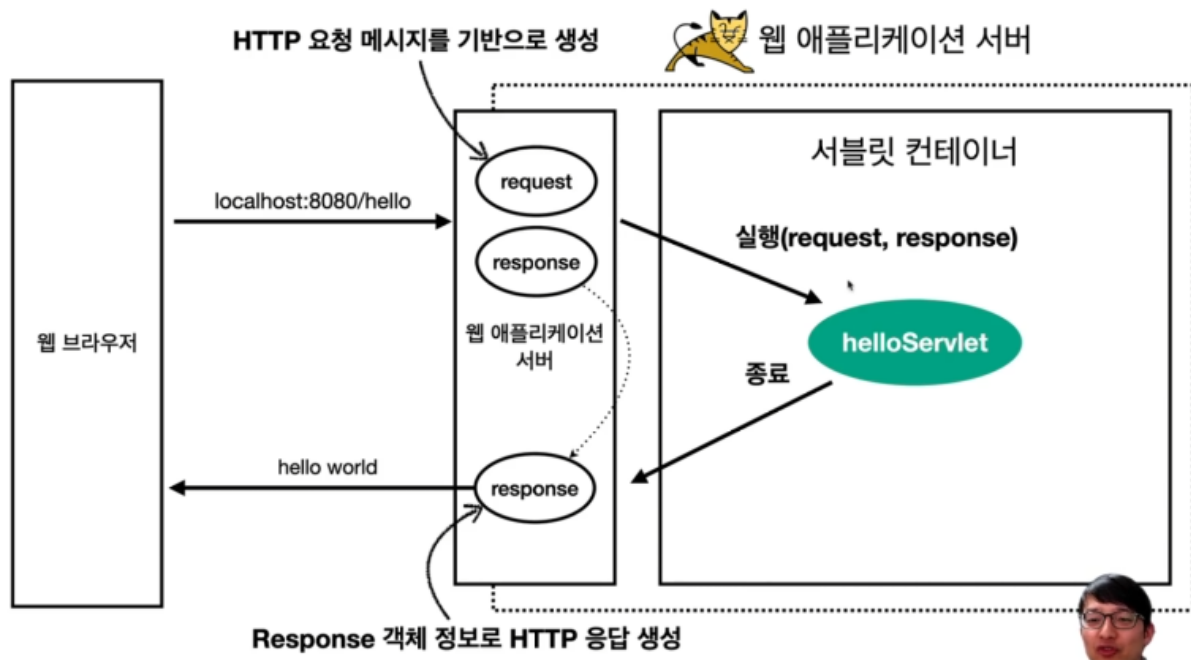 HTTP 요청 메시지를 기반으로 생성
웹 애플리케이션 서버
서블릿 컨테이너
request
localhost:8080/hello
실행(request, response)
response
웹 브라우저
웹 애플리케이션
서버
helloServlet
종료
hello world
response
Response 객체 정보로 HTTP 응답 생성